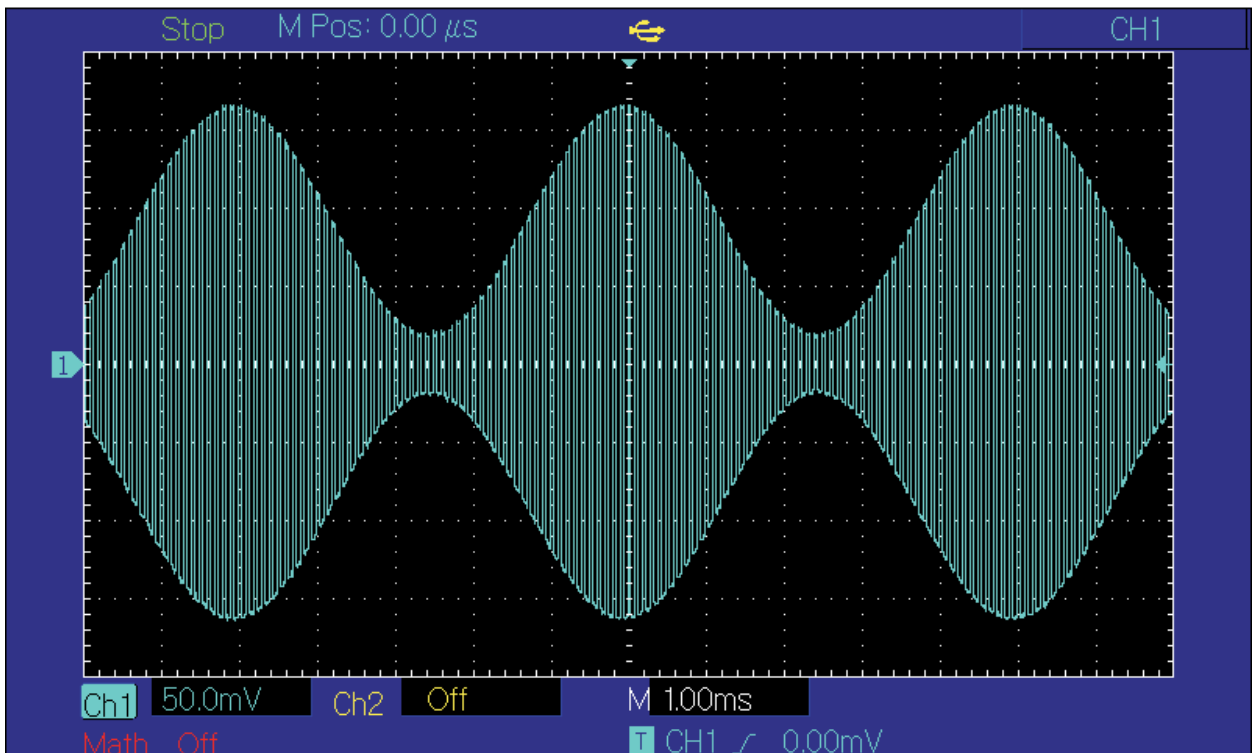 Stop M Pos: 0.00 μs CH1
1
Ch1 50.0mV Ch2 Off M 1.00ms
Math Off T CH1 0.00mV